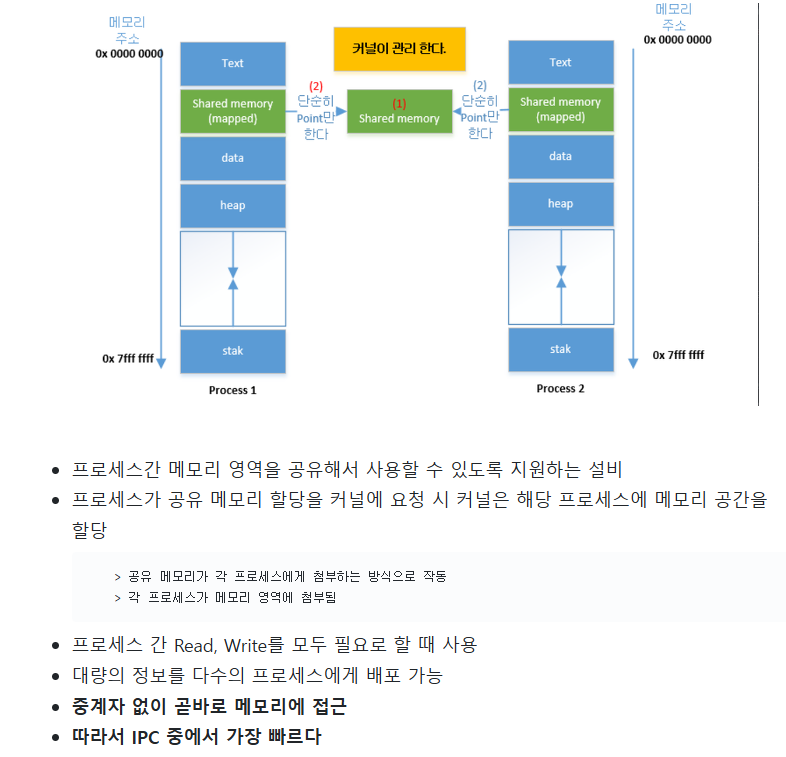 메모리
주소
0x 0000 0000
Text
Shared memory
(mapped)
data
heap
stak
0x 7fff ffff
Process 1
커널이 관리 한다.
(2)
단순히
Point만
한다
(1)
Shared memory
(2)
단순히
Point만
한다
메모리
주소
0x 0000 0000
Text
Shared memory
(mapped)
data
heap
stak
0x 7fff ffff
Process 2
• 프로세스간 메모리 영역을 공유해서 사용할 수 있도록 지원하는 설비
• 프로세스가 공유 메모리 할당을 커널에 요청 시 커널은 해당 프로세스에 메모리 공간을
할당
> 공유 메모리가 각 프로세스에게 첨부하는 방식으로 작동
> 각 프로세스가 메모리 영역에 첨부됨
• 프로세스 간 Read, Write를 모두 필요로 할 때 사용
• 대량의 정보를 다수의 프로세스에게 배포 가능
• 중계자 없이 곧바로 메모리에 접근
• 따라서 IPC 중에서 가장 빠르다